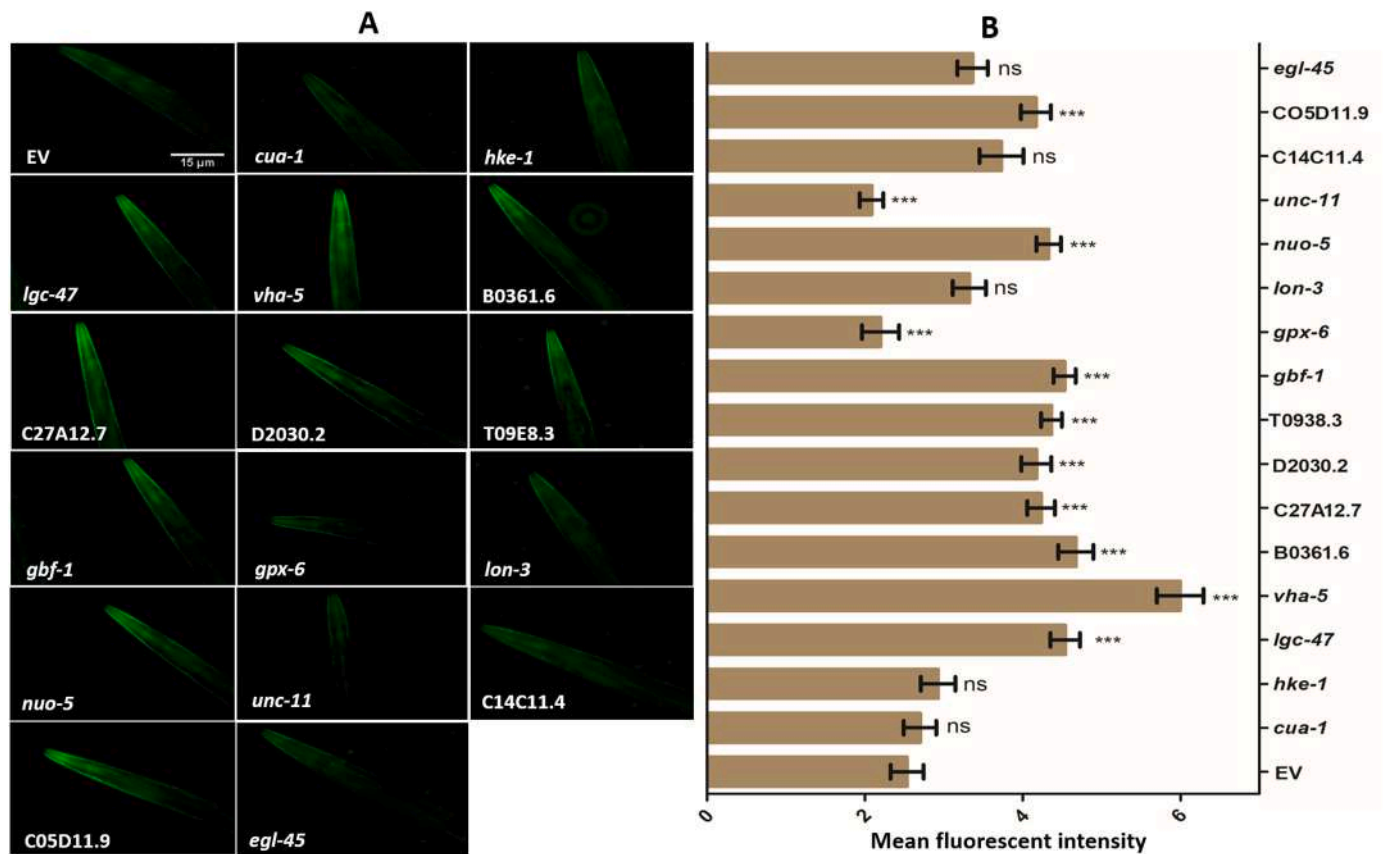 A
EV
15 µm
cua-1
hke-1
lgc-47
vha-5
B0361.6
C27A12.7
D2030.2
T09E8.3
gbf-1
gpx-6
lon-3
nuo-5
unc-11
C14C11.4
C05D11.9
egl-45
B
ns
egl-45
***
CO5D11.9
ns
C14C11.4
***
unc-11
***
nuo-5
ns
lon-3
***
gpx-6
***
gbf-1
***
T0938.3
***
D2030.2
***
C27A12.7
***
B0361.6
***
vha-5
***
lgc-47
ns
hke-1
ns
cua-1
EV
0 2 4 6
Mean fluorescent intensity